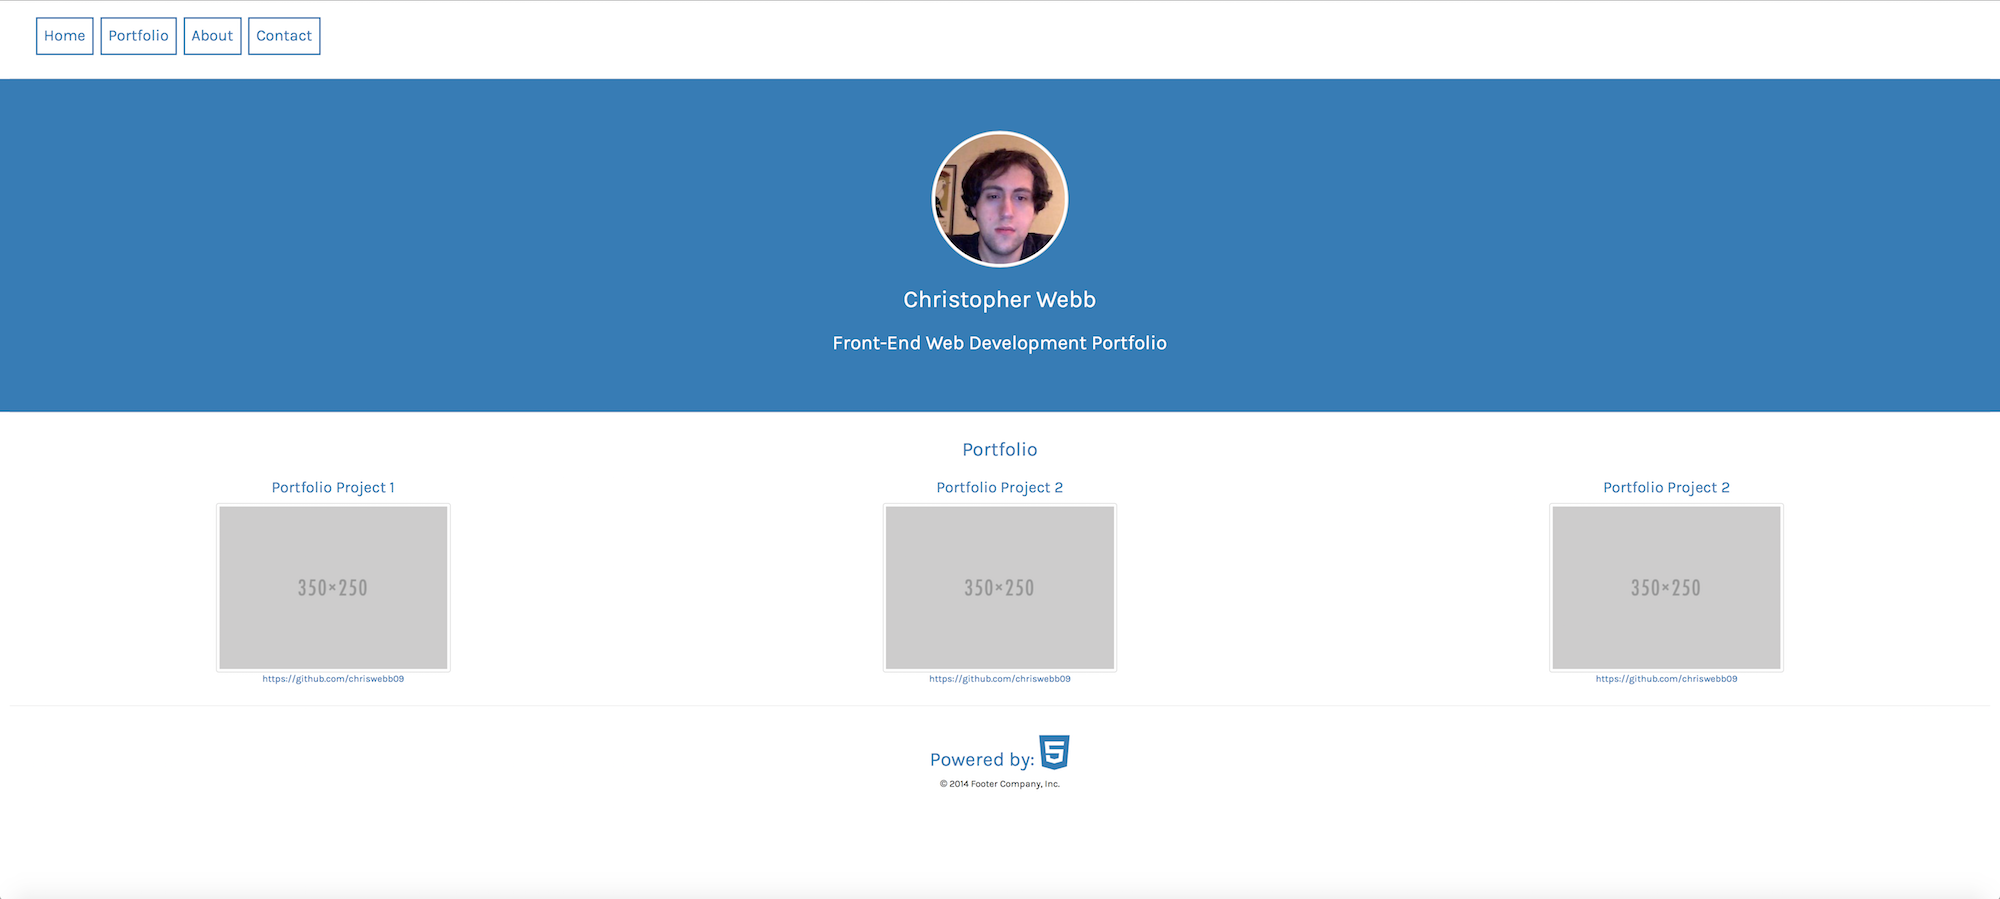 Home Portfolio About Contact
Christopher Webb
Front-End Web Development Portfolio
Portfolio
Portfolio Project 1 Portfolio Project 2 Portfolio Project 2
350×250 350×250 350×250
https://github.com/chriswebb09 https://github.com/chriswebb09 https://github.com/chriswebb09
Powered by: 5
© 2014 Footer Company, Inc.